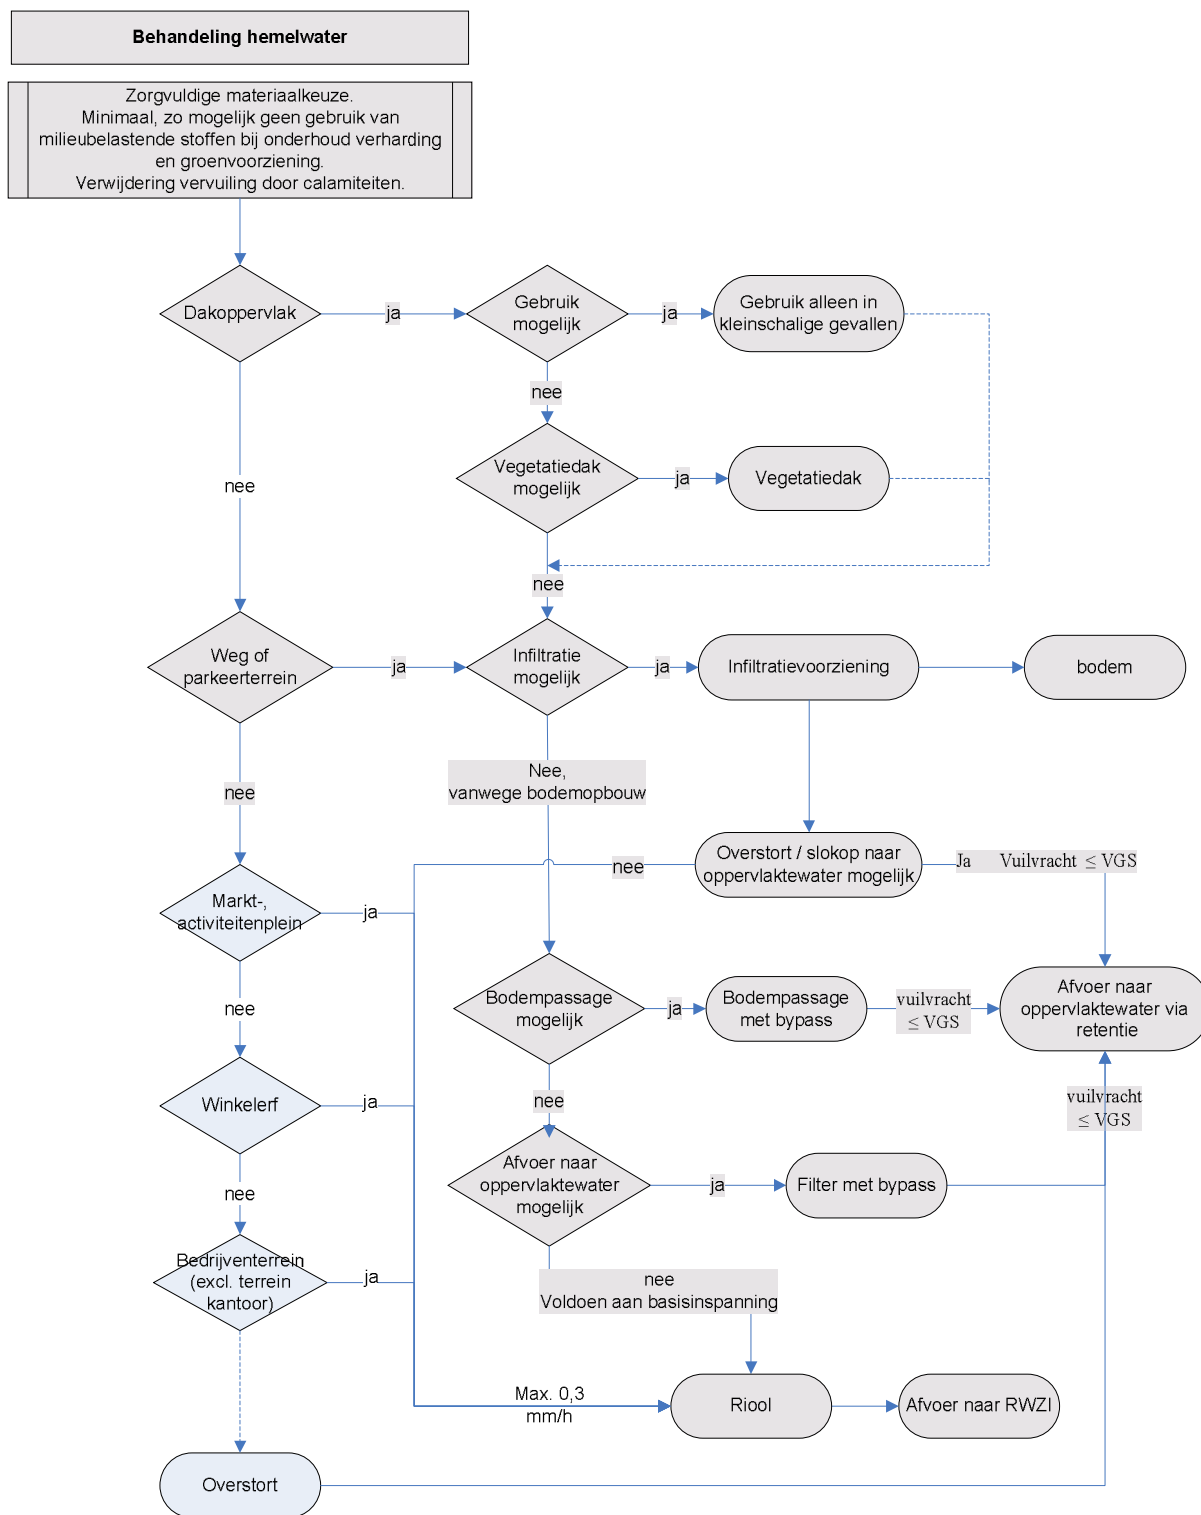 Behandeling hemelwater
Zorgvuldige materiaalkeuze.
Minimaal, zo mogelijk geen gebruik van
milieubelastende stoffen bij onderhoud verharding
en groenvoorziening.
Verwijdering vervuiling door calamiteiten.
Dakoppervlak
ja
Gebruik
mogelijk
ja
Gebruik alleen in
kleinschalige gevallen
nee
nee
Vegetatiedak
mogelijk
ja
Vegetatiedak
nee
Weg of
parkeerterrein
ja
Infiltratie
mogelijk
ja
Infiltratievoorziening
bodem
nee
Nee,
vanwege bodemopbouw
nee
Overstort / slokop naar
oppervlaktewater mogelijk
Ja Vuilvracht ≤ VGS
Markt-,
activiteitenplein
ja
nee
Bodempassage
mogelijk
ja
Bodempassage
met bypass
vuilvracht
≤ VGS
Afvoer naar
oppervlaktewater via
retentie
Winkelerf
ja
nee
vuilvracht
≤ VGS
nee
Afvoer naar
oppervlaktewater
mogelijk
ja
Filter met bypass
Bedrijventerrein
(excl. terrein
kantoor)
ja
nee
Voldoen aan basisinspanning
Max. 0,3
mm/h
Riool
Afvoer naar RWZI
Overstort